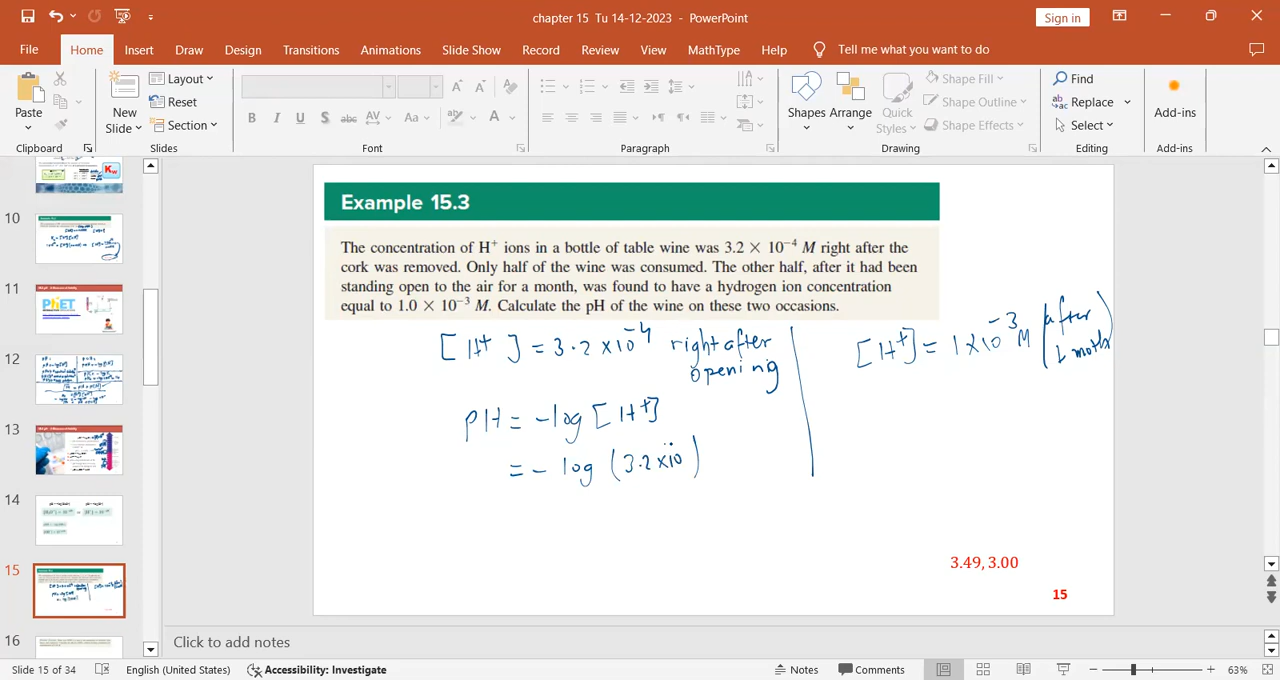 chapter 15 Tu 14-12-2023 - PowerPoint
Sign in
File Home Insert Draw Design Transitions Animations Slide Show Record Review View MathType Help Tell me what you want to do
Paste
New Slide
Layout
Reset
Section
B I U S abc AV Aa A
Shapes
Arrange
Quick Styles
Shape Fill
Shape Outline
Shape Effects
Find
Replace
Select
Add-ins
Clipboard Slides Font Paragraph Drawing Editing Add-ins
Kw
10
11
PhET
12
13
14
15
16
Example 15.3
The concentration of H⁺ ions in a bottle of table wine was 3.2 × 10⁻⁴ M right after the
cork was removed. Only half of the wine was consumed. The other half, after it had been
standing open to the air for a month, was found to have a hydrogen ion concentration
equal to 1.0 × 10⁻³ M. Calculate the pH of the wine on these two occasions.
[H+] = 3.2×10⁻⁴ right after
opening
PH = -log [H+]
= - log (3.2×10)
[H+] = 1×10⁻³ M (after
1 moth)
3.49, 3.00
15
Click to add notes
Slide 15 of 34 English (United States) Accessibility: Investigate Notes Comments 63%